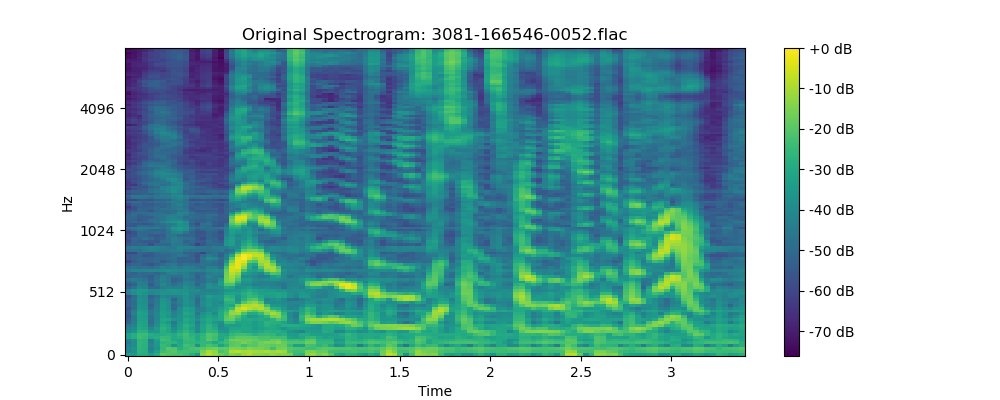 Original Spectrogram: 3081-166546-0052.flac
Hz
4096
2048
1024
512
0
0 0.5 1 1.5 2 2.5 3
Time
+0 dB
-10 dB
-20 dB
-30 dB
-40 dB
-50 dB
-60 dB
-70 dB